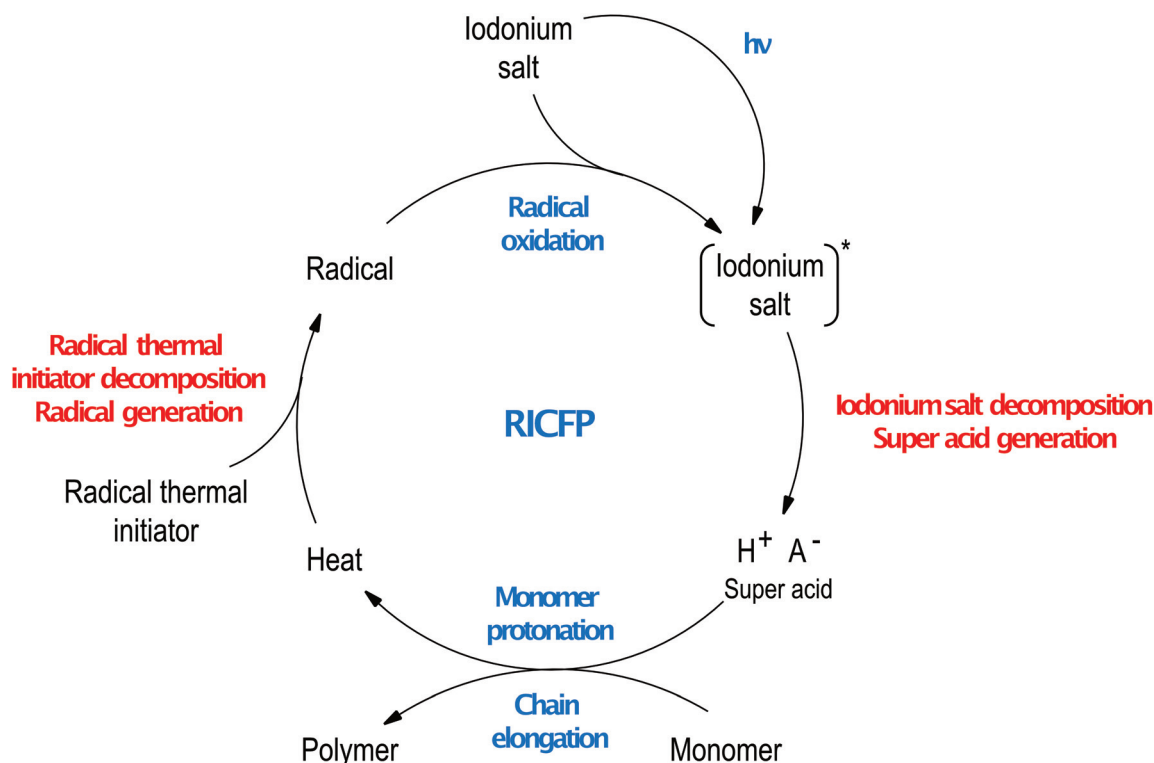 Iodonium
salt
hν
Radical
oxidation
Radical
[Iodonium
salt]*
Radical thermal
initiator decomposition
Radical generation
RICFP
Iodonium salt decomposition
Super acid generation
Radical thermal
initiator
Heat
H+ A-
Super acid
Monomer
protonation
Chain
elongation
Polymer
Monomer